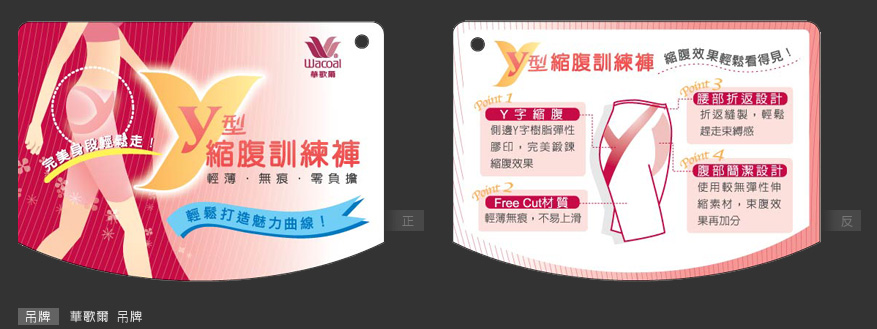 Wacoal
華歌爾
完美身段輕鬆走！
y型
縮腹訓練褲
輕薄．無痕．零負擔
輕鬆打造魅力曲線！
正
y型縮腹訓練褲
縮腹效果輕鬆看得見！
Point 1
Y字縮腹
側邊Y字樹脂彈性
膠印，完美鍛鍊
縮腹效果
Point 2
Free Cut材質
輕薄無痕，不易上滑
Point 3
腰部折返設計
折返縫製，輕鬆
趕走束縛感
Point 4
腹部簡潔設計
使用較無彈性伸
縮素材，束腹效
果再加分
反
吊牌 華歌爾 吊牌